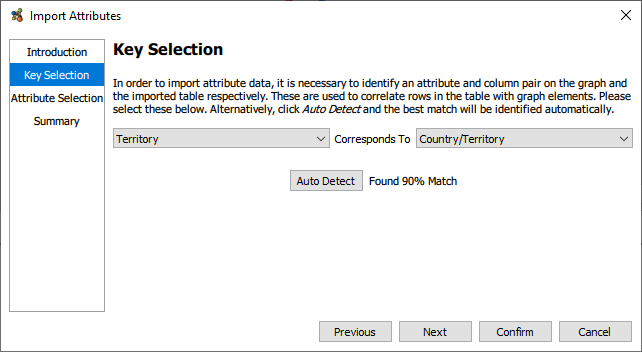 Import Attributes
Introduction
Key Selection
Attribute Selection
Summary
Key Selection
In order to import attribute data, it is necessary to identify an attribute and column pair on the graph and
the imported table respectively. These are used to correlate rows in the table with graph elements. Please
select these below. Alternatively, click Auto Detect and the best match will be identified automatically.
Territory Corresponds To Country/Territory
Auto Detect Found 90% Match
Previous Next Confirm Cancel